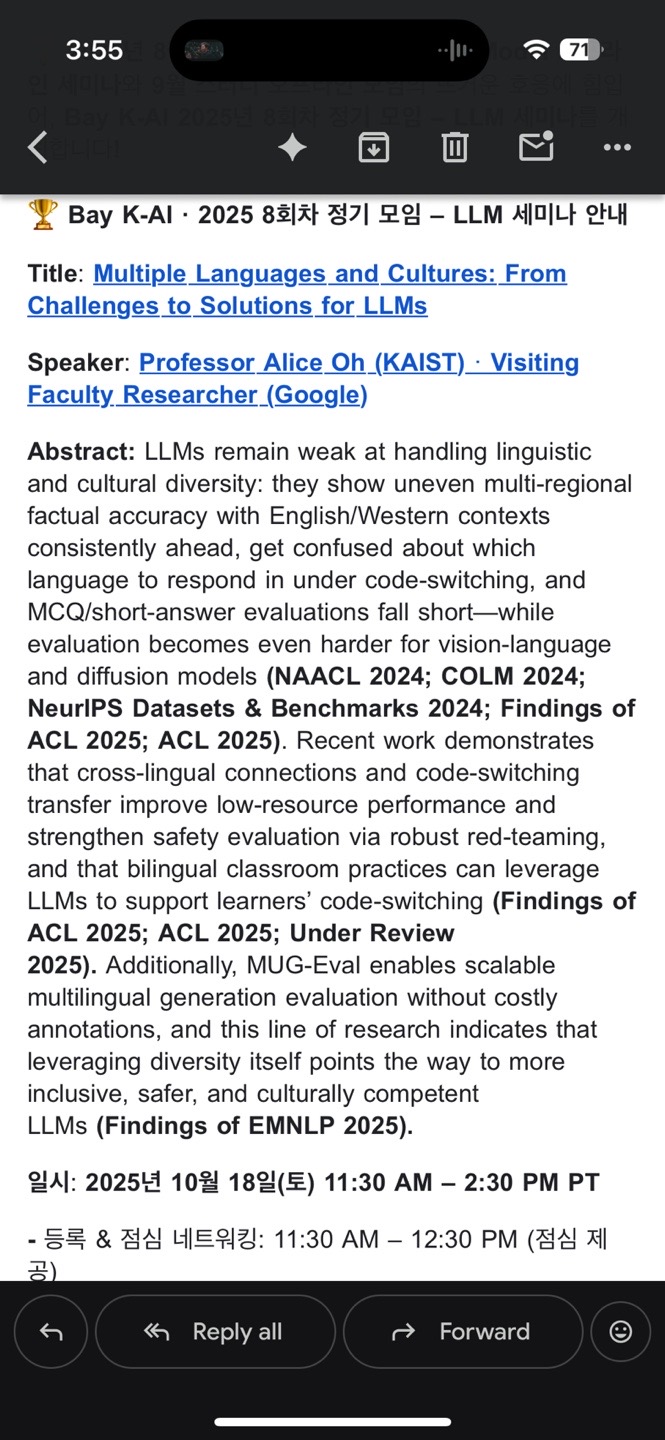 3:55
71
🏆 Bay K-AI · 2025 8회차 정기 모임 – LLM 세미나 안내
Title: Multiple Languages and Cultures: From
Challenges to Solutions for LLMs
Speaker: Professor Alice Oh (KAIST) · Visiting
Faculty Researcher (Google)
Abstract: LLMs remain weak at handling linguistic
and cultural diversity: they show uneven multi-regional
factual accuracy with English/Western contexts
consistently ahead, get confused about which
language to respond in under code-switching, and
MCQ/short-answer evaluations fall short—while
evaluation becomes even harder for vision-language
and diffusion models (NAACL 2024; COLM 2024;
NeurIPS Datasets & Benchmarks 2024; Findings of
ACL 2025; ACL 2025). Recent work demonstrates
that cross-lingual connections and code-switching
transfer improve low-resource performance and
strengthen safety evaluation via robust red-teaming,
and that bilingual classroom practices can leverage
LLMs to support learners’ code-switching (Findings of
ACL 2025; ACL 2025; Under Review
2025). Additionally, MUG-Eval enables scalable
multilingual generation evaluation without costly
annotations, and this line of research indicates that
leveraging diversity itself points the way to more
inclusive, safer, and culturally competent
LLMs (Findings of EMNLP 2025).
일시: 2025년 10월 18일(토) 11:30 AM – 2:30 PM PT
- 등록 & 점심 네트워킹: 11:30 AM – 12:30 PM (점심 제
공)
Reply all
Forward